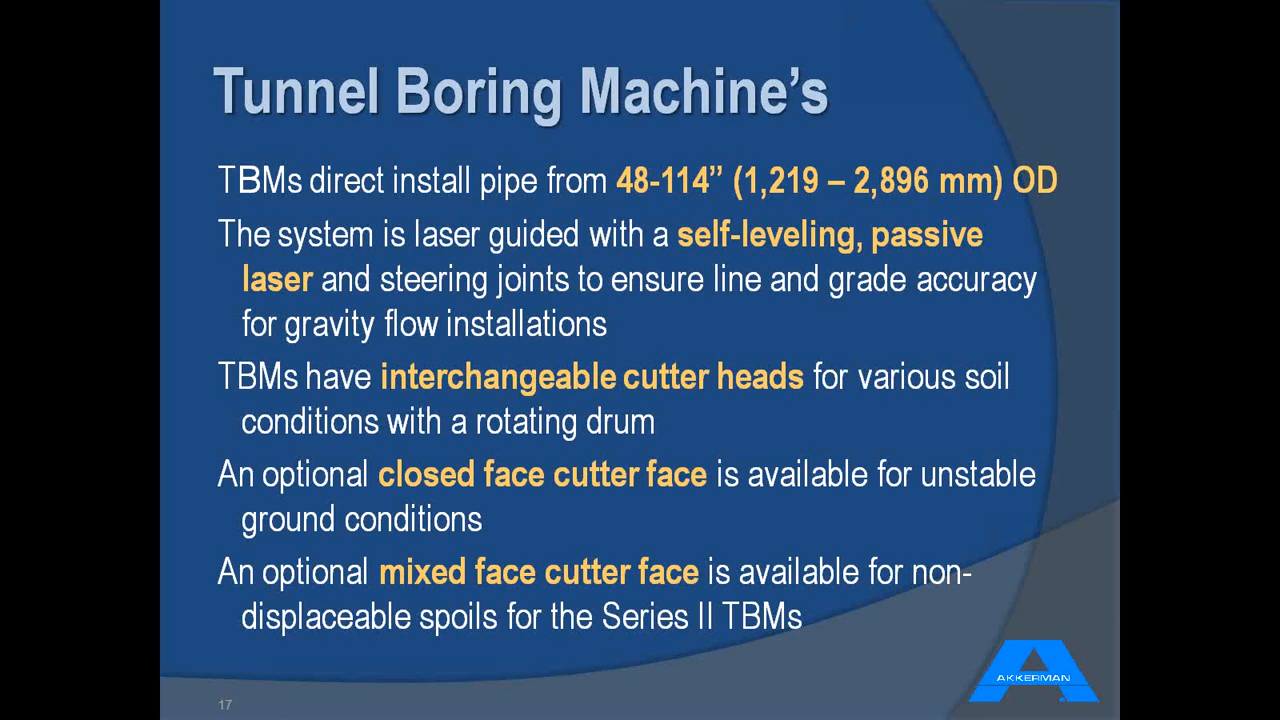 Tunnel Boring Machine’s
TBMs direct install pipe from 48-114” (1,219 – 2,896 mm) OD
The system is laser guided with a self-leveling, passive
laser and steering joints to ensure line and grade accuracy
for gravity flow installations
TBMs have interchangeable cutter heads for various soil
conditions with a rotating drum
An optional closed face cutter face is available for unstable
ground conditions
An optional mixed face cutter face is available for non-
displaceable spoils for the Series II TBMs
AKKERMAN
17